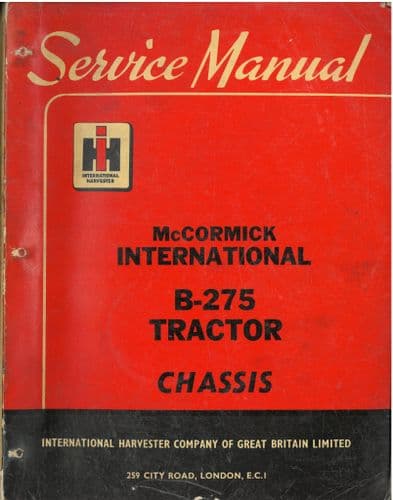 Service Manual
IH
INTERNATIONAL
HARVESTER
McCORMICK
INTERNATIONAL
B-275
TRACTOR
CHASSIS
INTERNATIONAL HARVESTER COMPANY OF GREAT BRITAIN LIMITED
259 CITY ROAD, LONDON, E.C.1